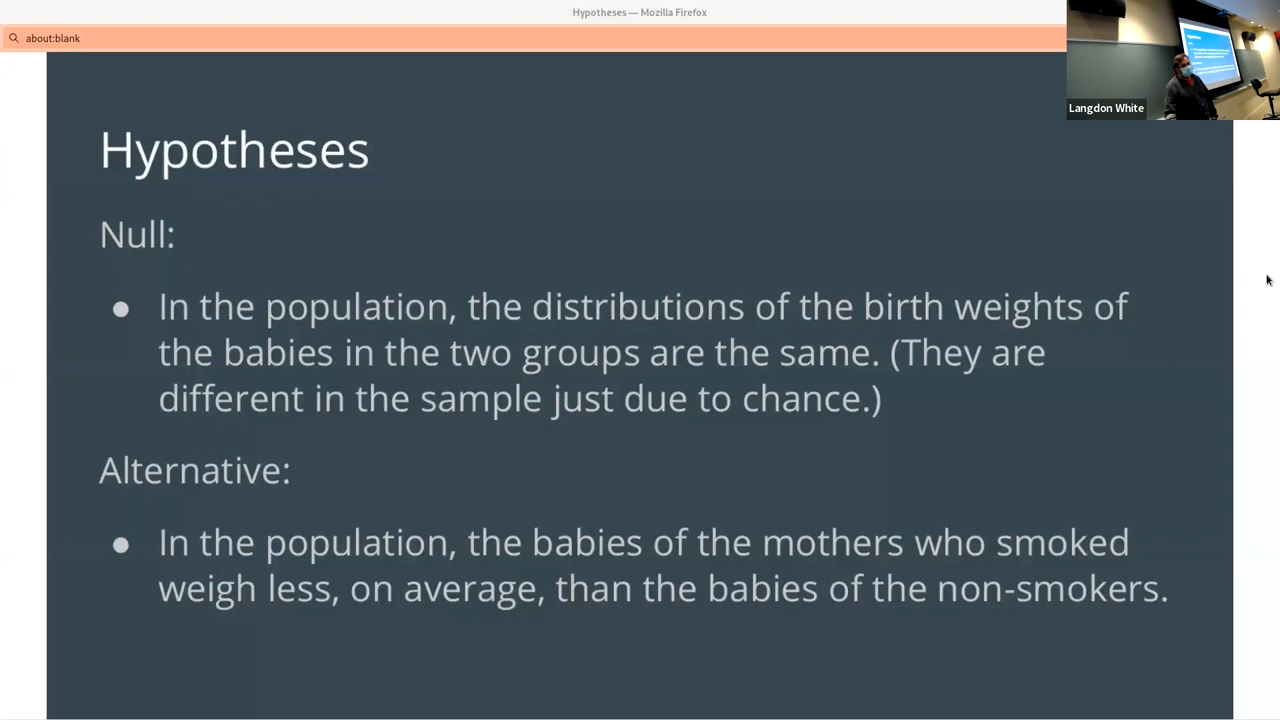 Hypotheses — Mozilla Firefox
about:blank
Langdon White
Hypotheses
Null:
● In the population, the distributions of the birth weights of
the babies in the two groups are the same. (They are
different in the sample just due to chance.)
Alternative:
● In the population, the babies of the mothers who smoked
weigh less, on average, than the babies of the non-smokers.